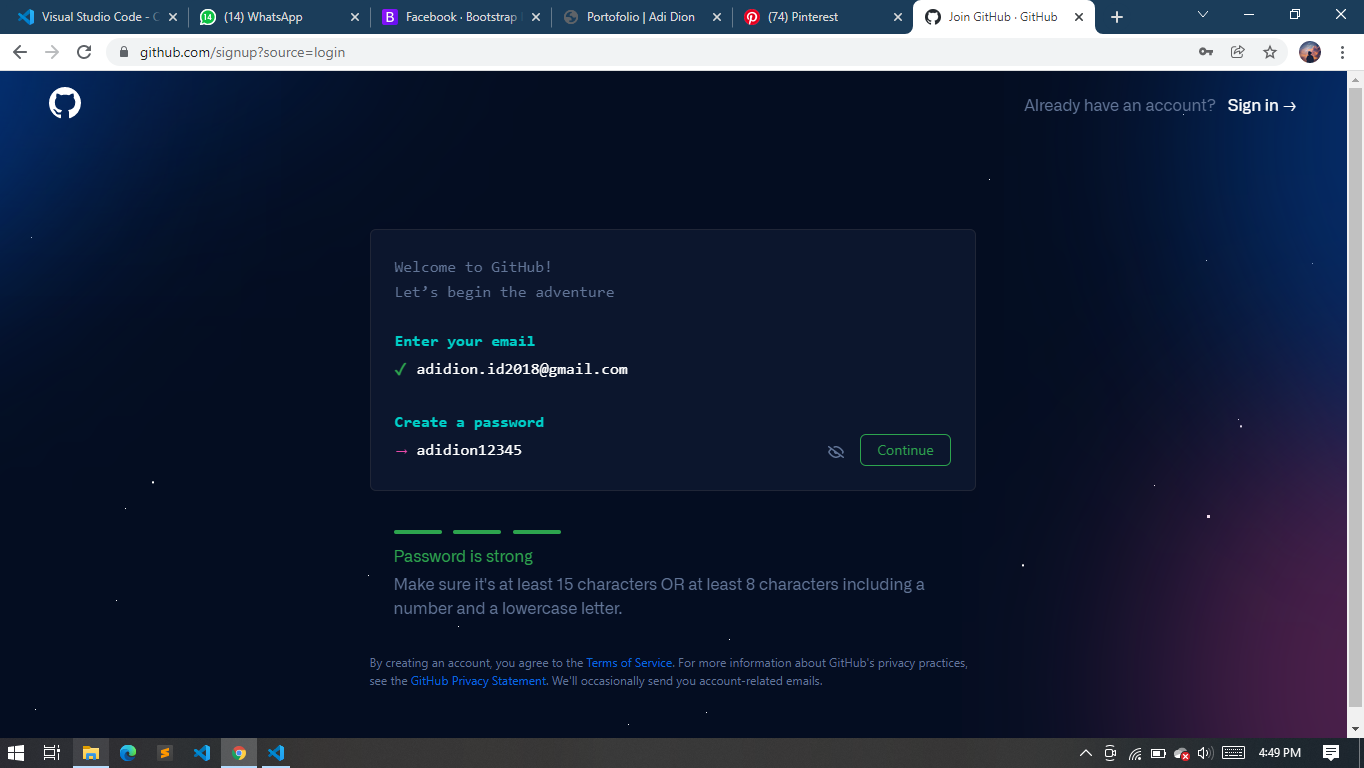 Visual Studio Code - C
(14) WhatsApp
Facebook · Bootstrap
Portofolio | Adi Dion
(74) Pinterest
Join GitHub · GitHub
github.com/signup?source=login
Already have an account? Sign in →
Welcome to GitHub!
Let’s begin the adventure
Enter your email
✓ adidion.id2018@gmail.com
Create a password
→ adidion12345
Continue
Password is strong
Make sure it's at least 15 characters OR at least 8 characters including a
number and a lowercase letter.
By creating an account, you agree to the Terms of Service. For more information about GitHub's privacy practices,
see the GitHub Privacy Statement. We'll occasionally send you account-related emails.
4:49 PM